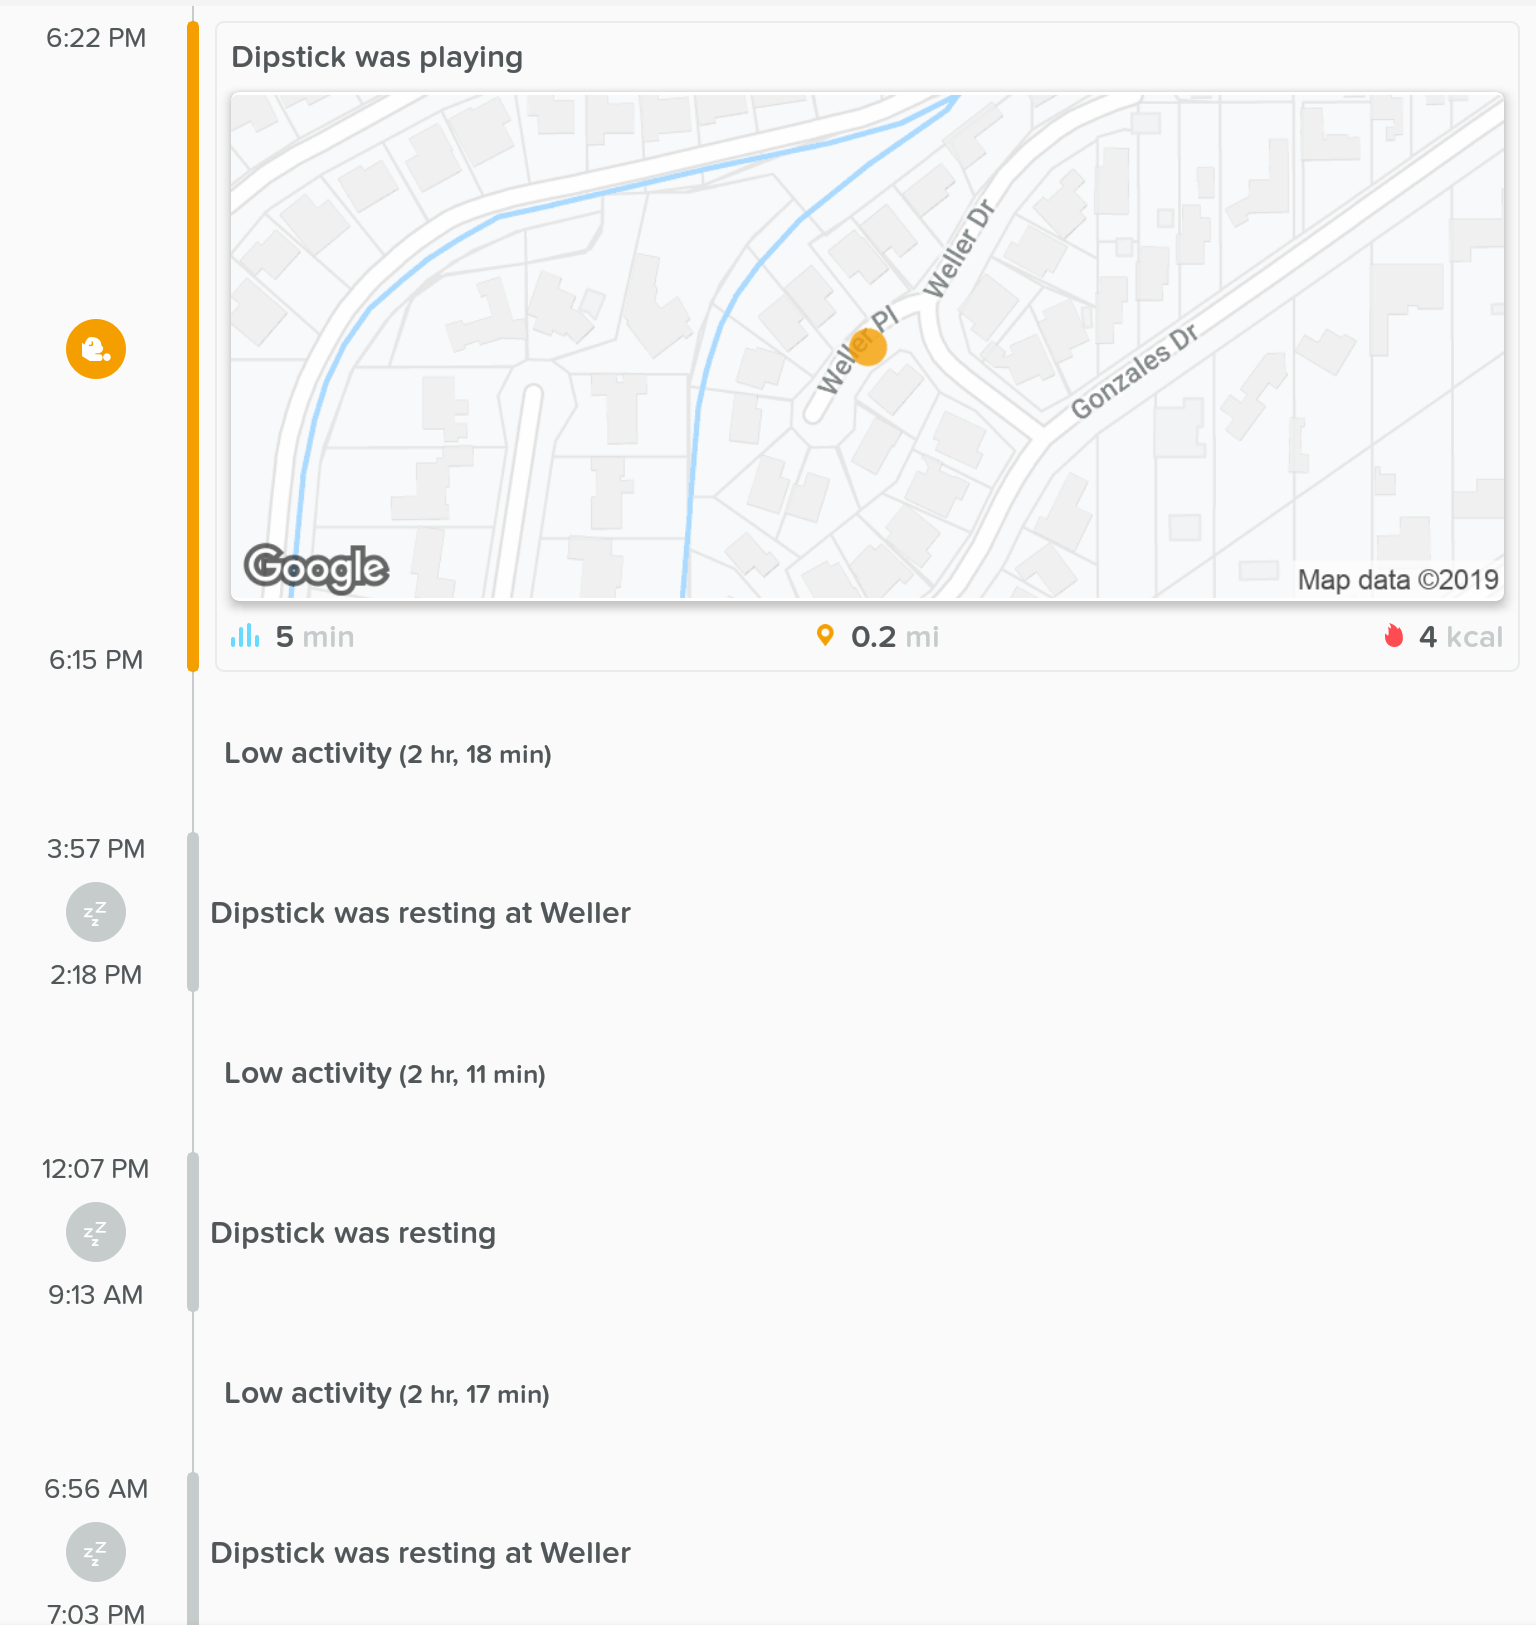 6:22 PM
Dipstick was playing
Weller Dr
Weller Pl
Gonzales Dr
Google
Map data ©2019
5 min
0.2 mi
4 kcal
6:15 PM
Low activity (2 hr, 18 min)
3:57 PM
zzz
Dipstick was resting at Weller
2:18 PM
Low activity (2 hr, 11 min)
12:07 PM
zzz
Dipstick was resting
9:13 AM
Low activity (2 hr, 17 min)
6:56 AM
zzz
Dipstick was resting at Weller
7:03 PM